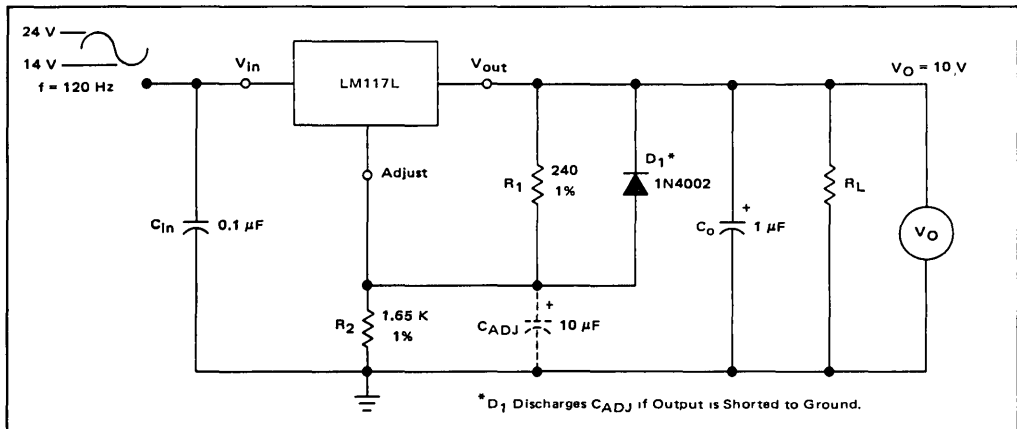 24 V
14 V
f = 120 Hz
Vin
LM117L
Vout
VO = 10, V
Adjust
R1
240
1%
D1*
1N4002
Cin
0.1 µF
Co
+
1 µF
RL
VO
R2
1.65 K
1%
CADJ
+
10 µF
*D1 Discharges CADJ if Output is Shorted to Ground.